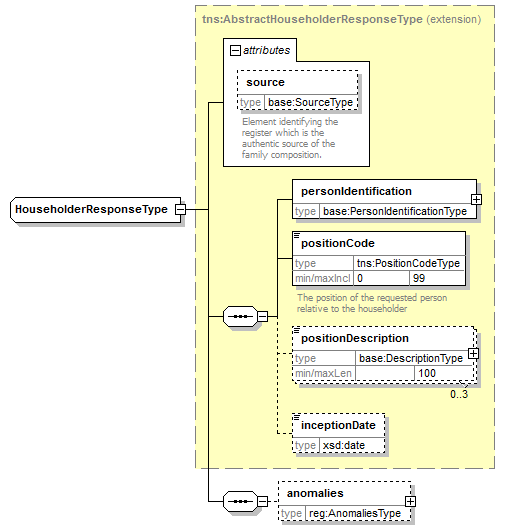 tns:AbstractHouseholderResponseType (extension)
attributes
source
type base:SourceType
Element identifying the
register which is the
authentic source of the
family composition.
HouseholderResponseType
personIdentification
type base:PersonIdentificationType
positionCode
type tns:PositionCodeType
min/maxIncl 0 99
The position of the requested person
relative to the householder
positionDescription
type base:DescriptionType
min/maxLen 100
0..3
inceptionDate
type xsd:date
anomalies
type reg:AnomaliesType